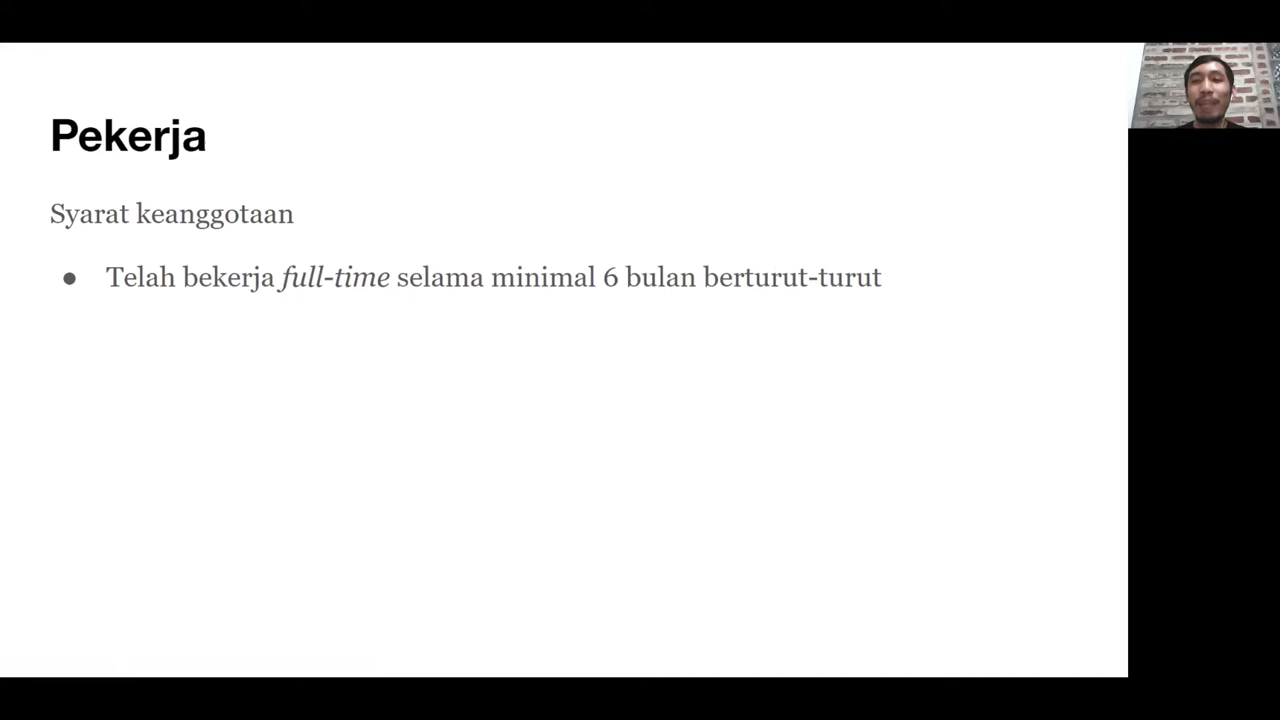 Pekerja
Syarat keanggotaan
● Telah bekerja full-time selama minimal 6 bulan berturut-turut